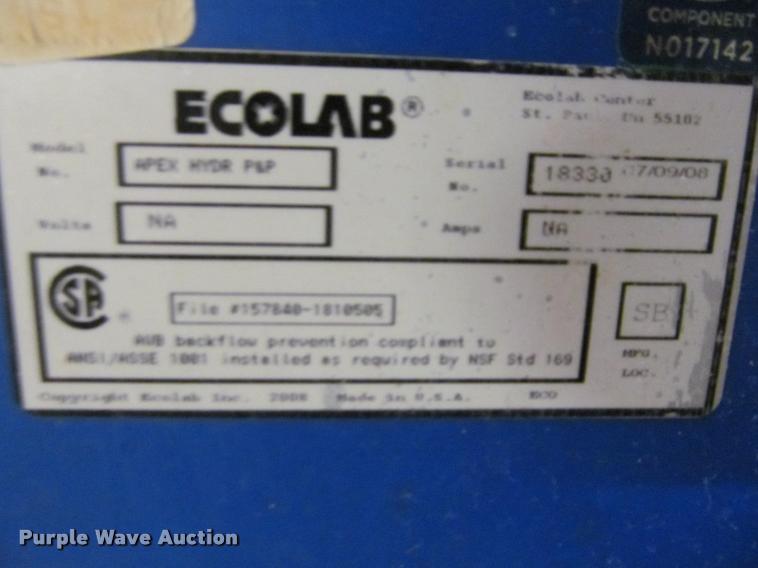 COMPONENT
N017142
ECOLAB®
Ecolab Center
St. Paul, Mn 55102
Model No.
APEX HYDR P&P
Serial No.
18330 07/09/08
Volts
NA
Amps
NA
SA
File #157840-1810505
AVB backflow prevention compliant to
ANSI/ASSE 1001 installed as required by NSF Std 169
SB
MFG. LOC.
Copyright Ecolab Inc. 2008 Made in U.S.A. ECO
Purple Wave Auction